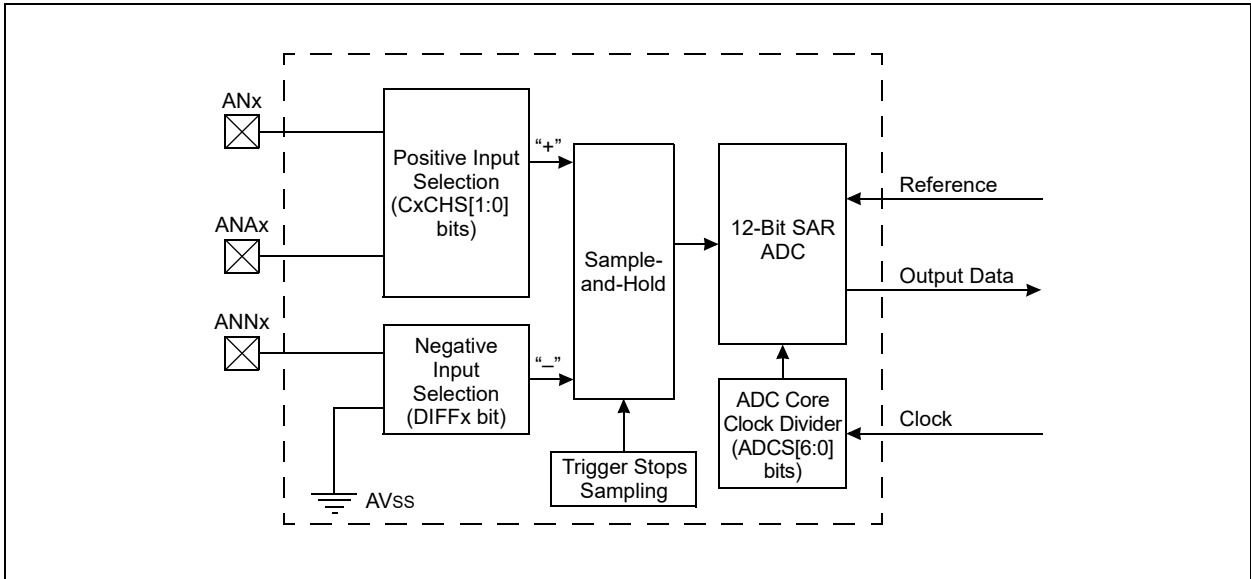 ANx
Positive Input
Selection
(CxCHS[1:0]
bits)
ANAx
"+"
ANNx
Negative
Input
Selection
(DIFFx bit)
"–"
AVSS
Sample-
and-Hold
Trigger Stops
Sampling
12-Bit SAR
ADC
ADC Core
Clock Divider
(ADCS[6:0]
bits)
Reference
Output Data
Clock